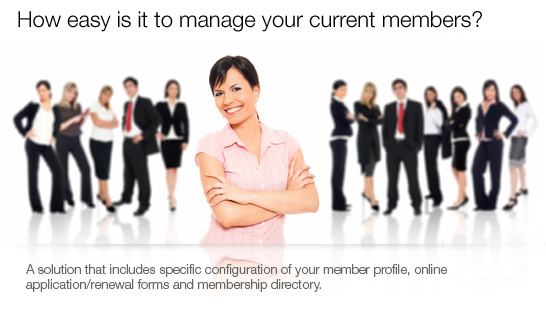 How easy is it to manage your current members?
A solution that includes specific configuration of your member profile, online
application/renewal forms and membership directory.